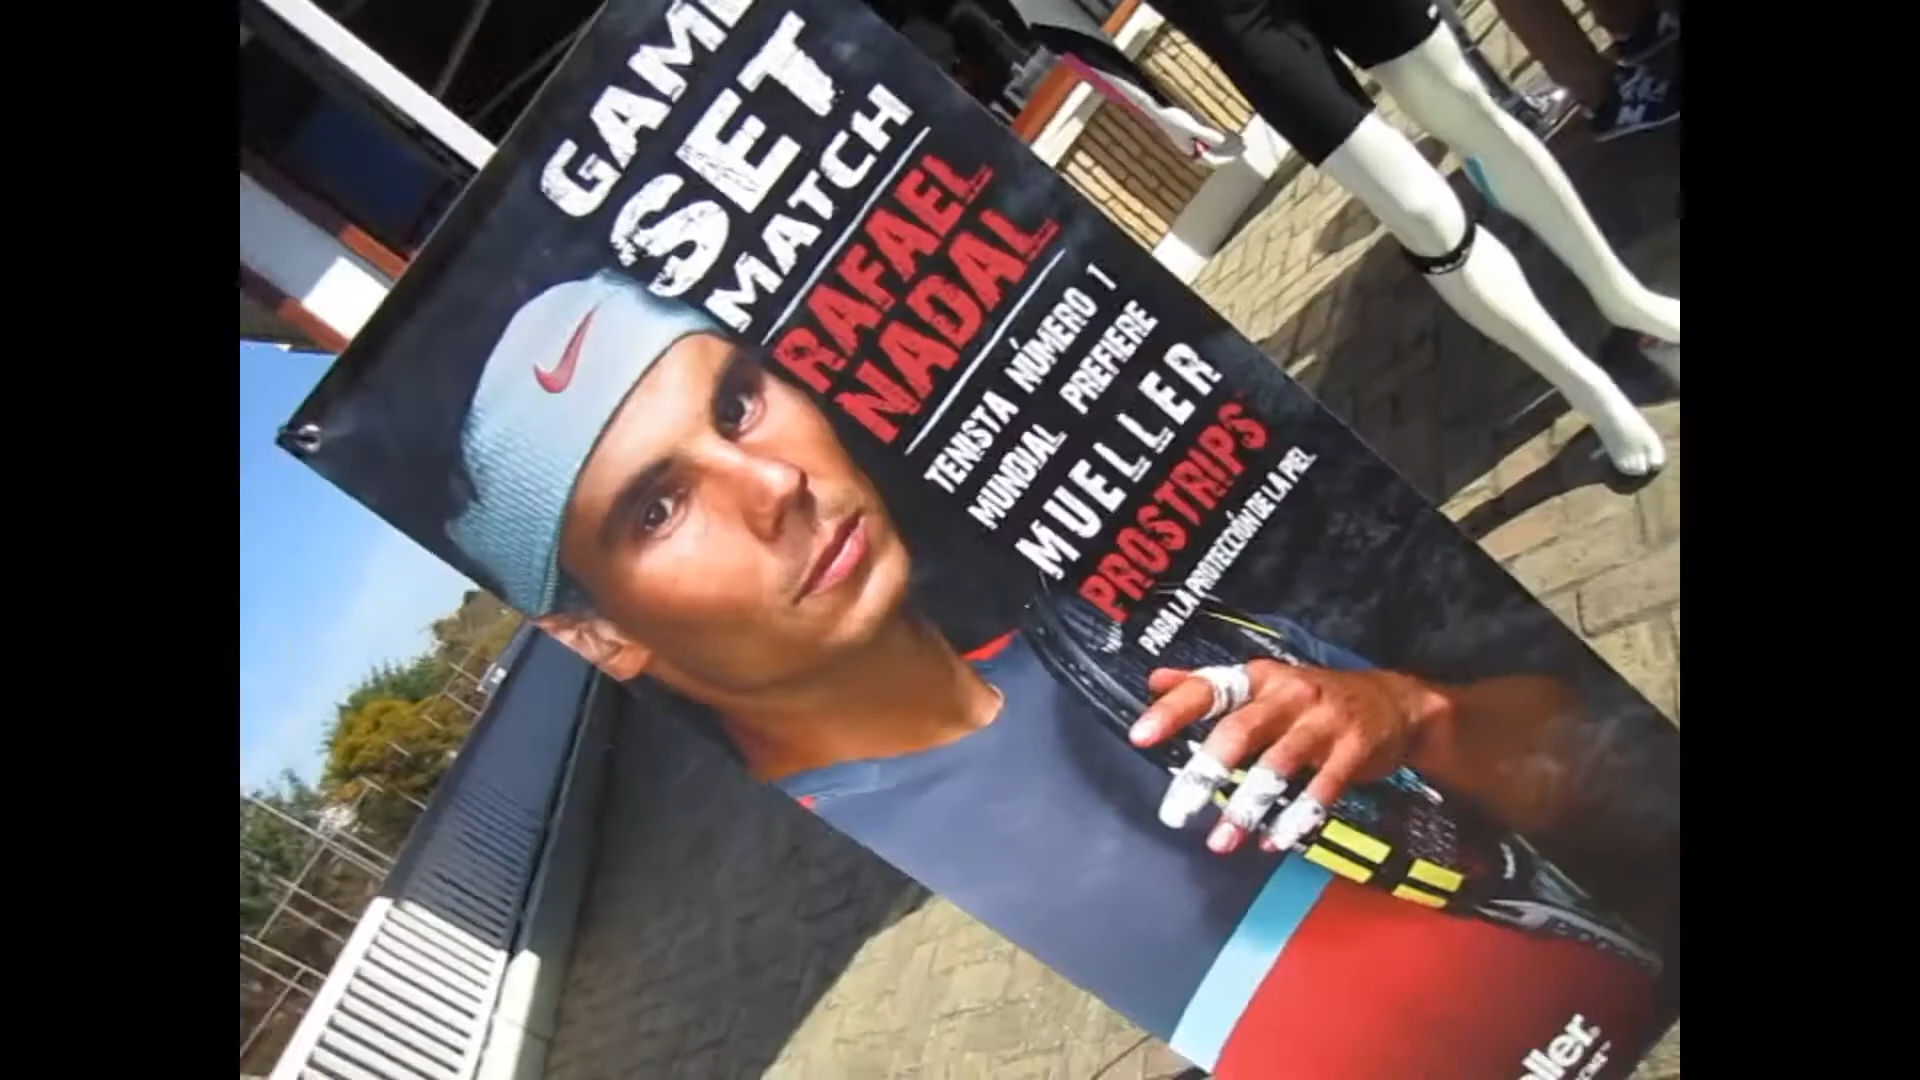 GAME
SET
MATCH
RAFAEL
NADAL
TENISTA NÚMERO 1
MUNDIAL PREFIERE
MUELLER
PROSTRIPS
PARA LA PROTECCIÓN DE LA PIEL